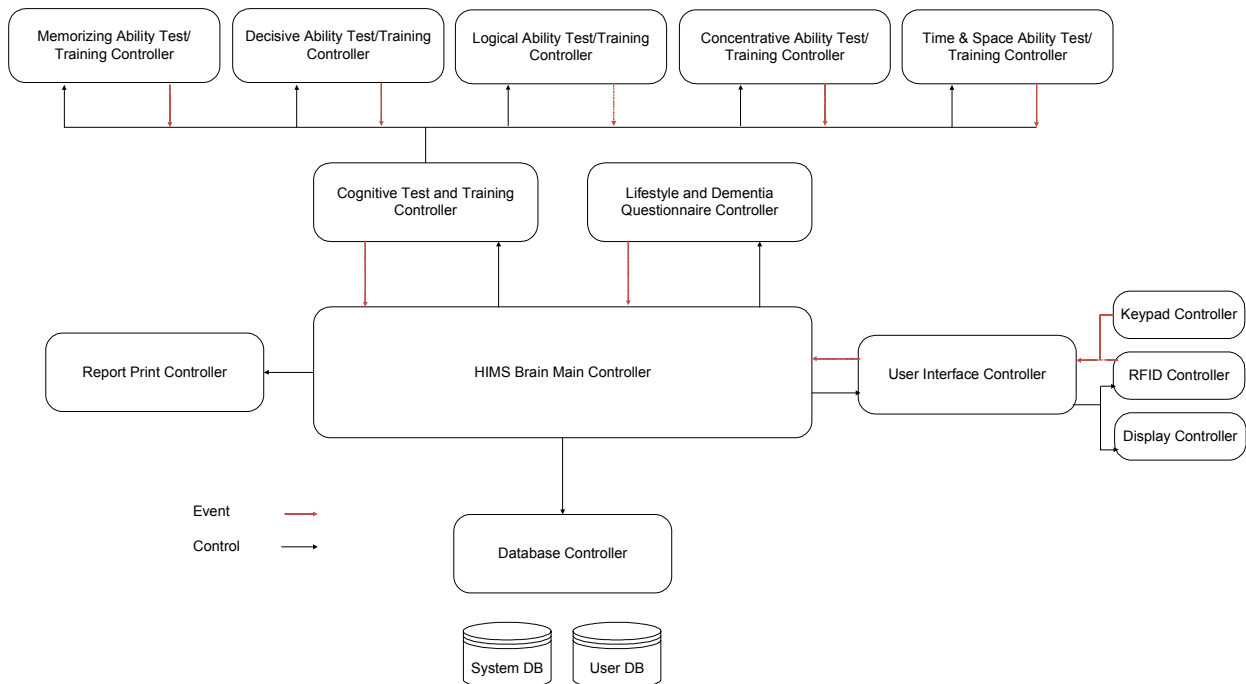 Memorizing Ability Test/
Training Controller
Decisive Ability Test/Training
Controller
Logical Ability Test/Training
Controller
Concentrative Ability Test/
Training Controller
Time & Space Ability Test/
Training Controller
Cognitive Test and Training
Controller
Lifestyle and Dementia
Questionnaire Controller
Keypad Controller
Report Print Controller
HIMS Brain Main Controller
User Interface Controller
RFID Controller
Display Controller
Event
Control
Database Controller
System DB
User DB